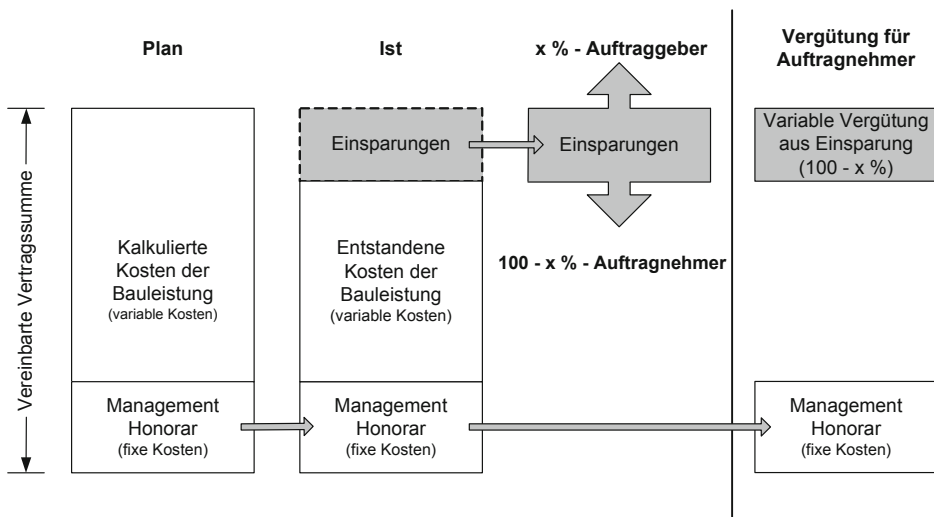 Plan
Ist
x % - Auftraggeber
Vergütung für
Auftragnehmer
Vereinbarte Vertragssumme
Kalkulierte
Kosten der
Bauleistung
(variable Kosten)
Management
Honorar
(fixe Kosten)
Einsparungen
Entstandene
Kosten der
Bauleistung
(variable Kosten)
Management
Honorar
(fixe Kosten)
Einsparungen
100 - x % - Auftragnehmer
Variable Vergütung
aus Einsparung
(100 - x %)
Management
Honorar
(fixe Kosten)